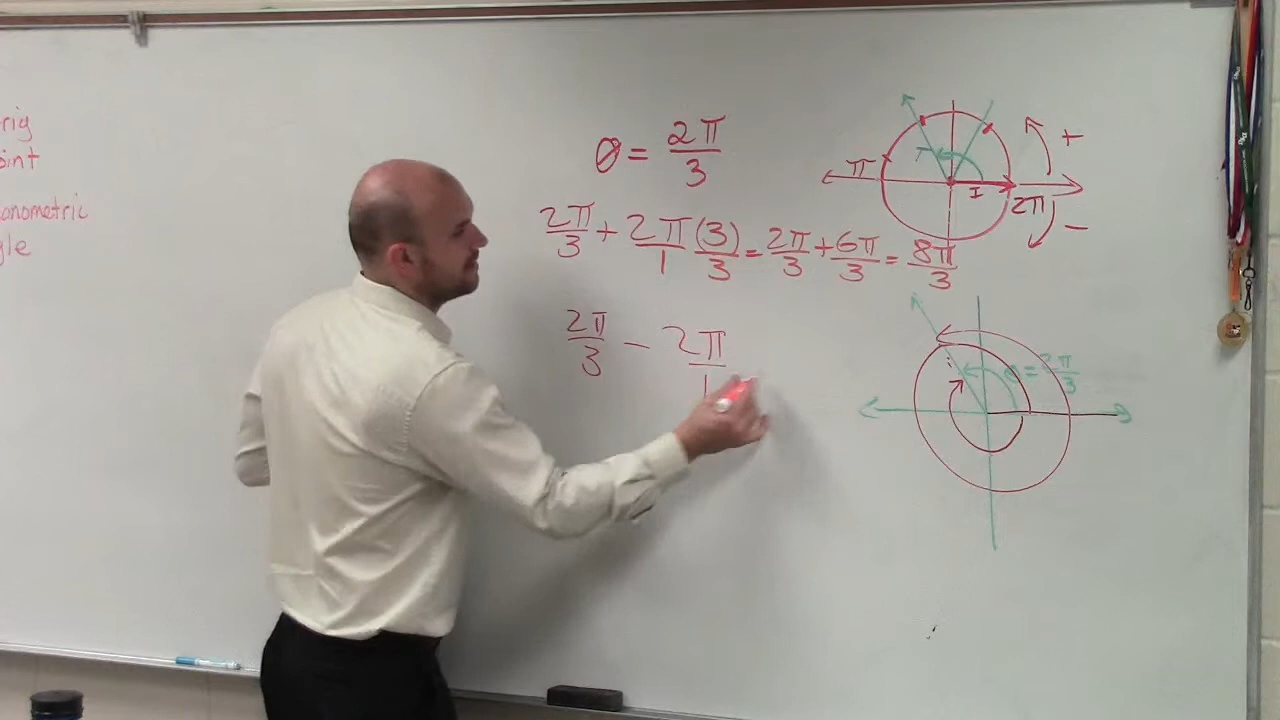 rig
oint
anometric
gle
θ = 2π/3
2π/3 + 2π/1 (3)/3 = 2π/3 + 6π/3 = 8π/3
2π/3 - 2π/1
π
I
2π
+
-
= 2π/3